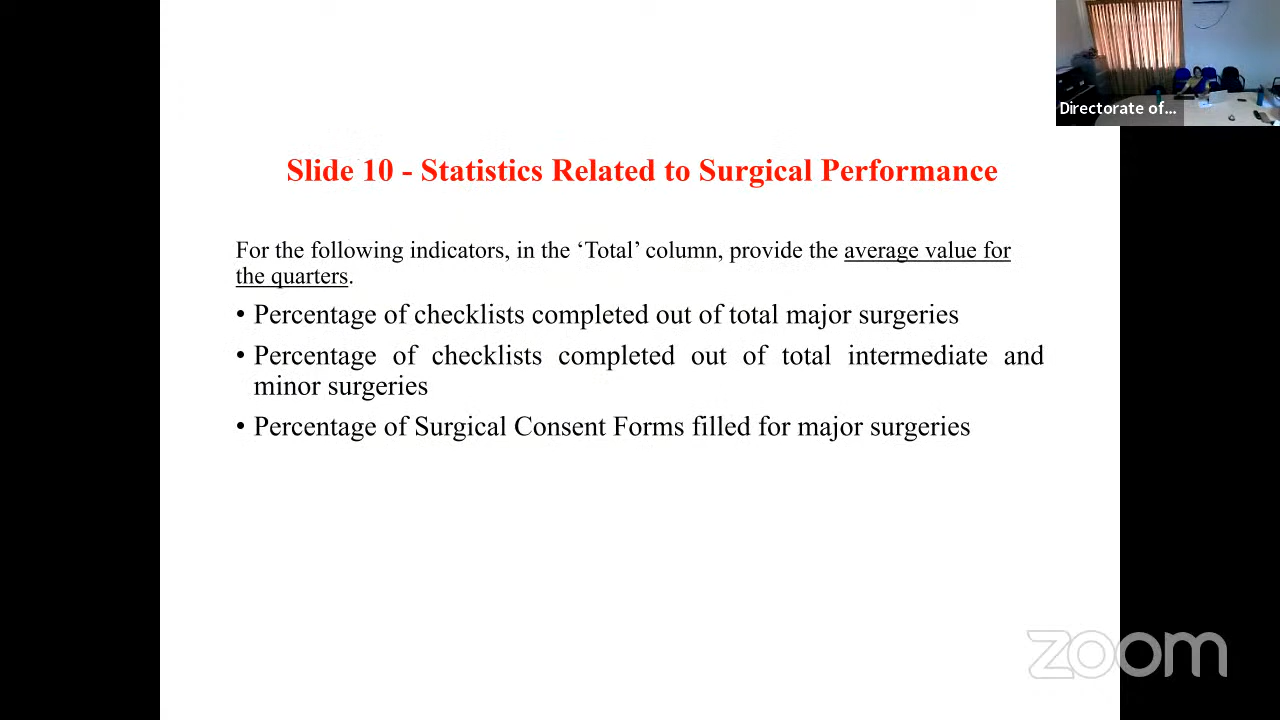 Directorate of...
Slide 10 - Statistics Related to Surgical Performance
For the following indicators, in the ‘Total’ column, provide the average value for
the quarters.
• Percentage of checklists completed out of total major surgeries
• Percentage of checklists completed out of total intermediate and
minor surgeries
• Percentage of Surgical Consent Forms filled for major surgeries
zoom